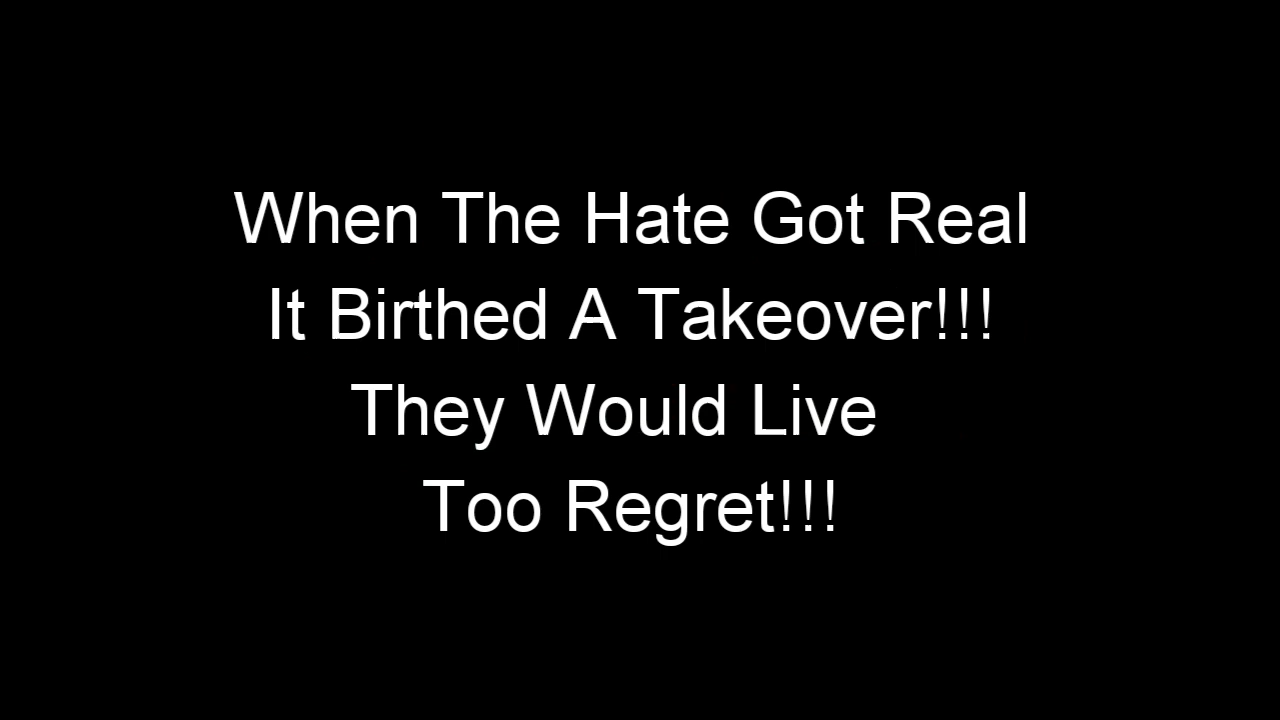 When The Hate Got Real
It Birthed A Takeover!!!
They Would Live
Too Regret!!!